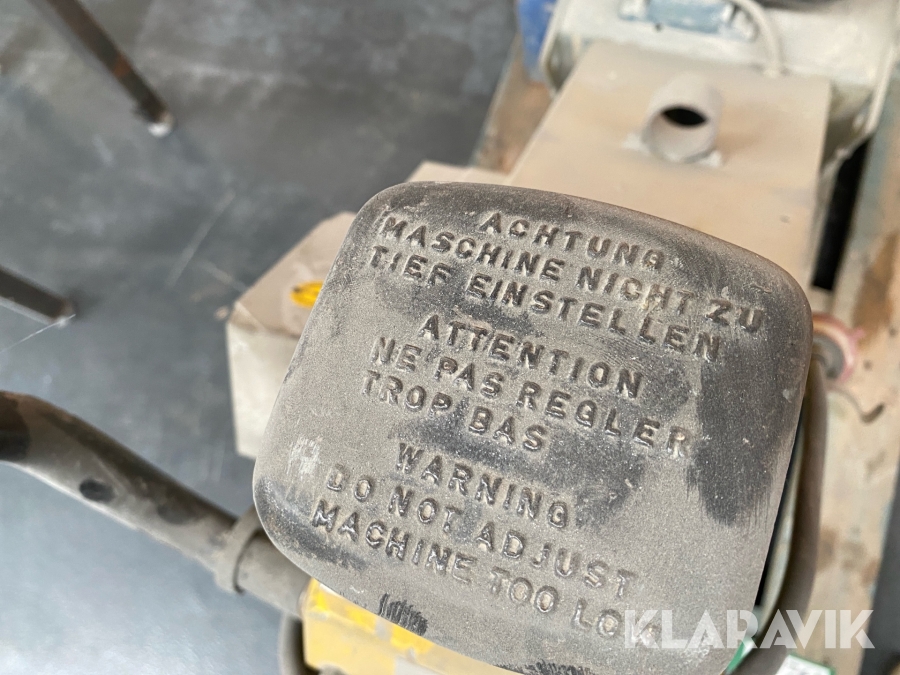 ACHTUNG
MASCHINE NICHT ZU
TIEF EINSTELLEN
ATTENTION
NE PAS REGLER
TROP BAS
WARNING
DO NOT ADJUST
MACHINE TOO LOW
KLARAVIK